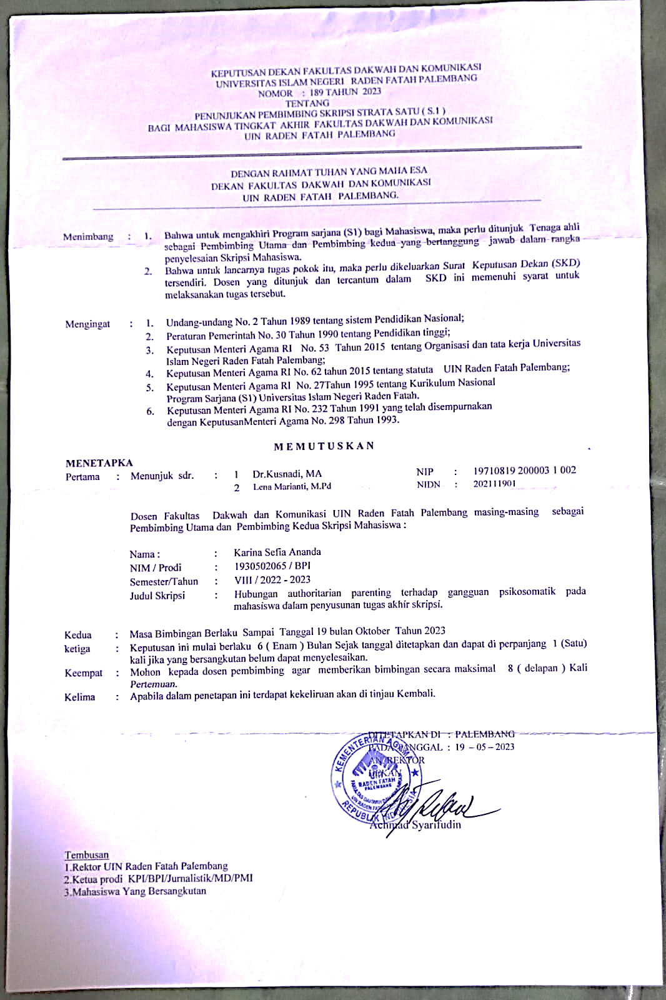 KEPUTUSAN DEKAN FAKULTAS DAKWAH DAN KOMUNIKASI
UNIVERSITAS ISLAM NEGERI RADEN FATAH PALEMBANG
NOMOR : 189 TAHUN 2023
TENTANG
PENUNJUKAN PEMBIMBING SKRIPSI STRATA SATU ( S.1 )
BAGI MAHASISWA TINGKAT AKHIR FAKULTAS DAKWAH DAN KOMUNIKASI
UIN RADEN FATAH PALEMBANG
DENGAN RAHMAT TUHAN YANG MAHA ESA
DEKAN FAKULTAS DAKWAH DAN KOMUNIKASI
UIN RADEN FATAH PALEMBANG.
Menimbang : 1. Bahwa untuk mengakhiri Program sarjana (S1) bagi Mahasiswa, maka perlu ditunjuk Tenaga ahli
sebagai Pembimbing Utama dan Pembimbing kedua yang bertanggung jawab dalam rangka
penyelesaian Skripsi Mahasiswa.
2. Bahwa untuk lancarnya tugas pokok itu, maka perlu dikeluarkan Surat Keputusan Dekan (SKD)
tersendiri. Dosen yang ditunjuk dan tercantum dalam SKD ini memenuhi syarat untuk
melaksanakan tugas tersebut.
Mengingat : 1. Undang-undang No. 2 Tahun 1989 tentang sistem Pendidikan Nasional;
2. Peraturan Pemerintah No. 30 Tahun 1990 tentang Pendidikan tinggi;
3. Keputusan Menteri Agama RI No. 53 Tahun 2015 tentang Organisasi dan tata kerja Universitas
Islam Negeri Raden Fatah Palembang;
4. Keputusan Menteri Agama RI No. 62 tahun 2015 tentang statuta UIN Raden Fatah Palembang;
5. Keputusan Menteri Agama RI No. 27Tahun 1995 tentang Kurikulum Nasional
Program Sarjana (S1) Universitas Islam Negeri Raden Fatah.
6. Keputusan Menteri Agama RI No. 232 Tahun 1991 yang telah disempurnakan
dengan KeputusanMenteri Agama No. 298 Tahun 1993.
M E M U T U S K A N
MENETAPKA
Pertama : Menunjuk sdr. : 1 Dr.Kusnadi, MA NIP : 19710819 200003 1 002
2 Lena Marianti, M.Pd NIDN : 202111901
Dosen Fakultas Dakwah dan Komunikasi UIN Raden Fatah Palembang masing-masing sebagai
Pembimbing Utama dan Pembimbing Kedua Skripsi Mahasiswa :
Nama : : Karina Sefia Ananda
NIM / Prodi : 1930502065 / BPI
Semester/Tahun : VIII / 2022 - 2023
Judul Skripsi : Hubungan authoritarian parenting terhadap gangguan psikosomatik pada
mahasiswa dalam penyusunan tugas akhir skripsi.
Kedua : Masa Bimbingan Berlaku Sampai Tanggal 19 bulan Oktober Tahun 2023
ketiga : Keputusan ini mulai berlaku 6 ( Enam ) Bulan Sejak tanggal ditetapkan dan dapat di perpanjang 1 (Satu)
kali jika yang bersangkutan belum dapat menyelesaikan.
Keempat : Mohon kepada dosen pembimbing agar memberikan bimbingan secara maksimal 8 ( delapan ) Kali
Pertemuan.
Kelima : Apabila dalam penetapan ini terdapat kekeliruan akan di tinjau Kembali.
DITETAPKAN DI : PALEMBANG
PADA TANGGAL : 19 – 05 – 2023
AN. REKTOR
DEKAN
KEMENTERIAN AGAMA
UIN
RADEN FATAH
PALEMBANG
FAKULTAS DAKWAH DAN
UIN RADEN FATAH
REPUBLIK INDONESIA
Achmad Syarifudin
Tembusan
1.Rektor UIN Raden Fatah Palembang
2.Ketua prodi KPI/BPI/Jurnalistik/MD/PMI
3.Mahasiswa Yang Bersangkutan